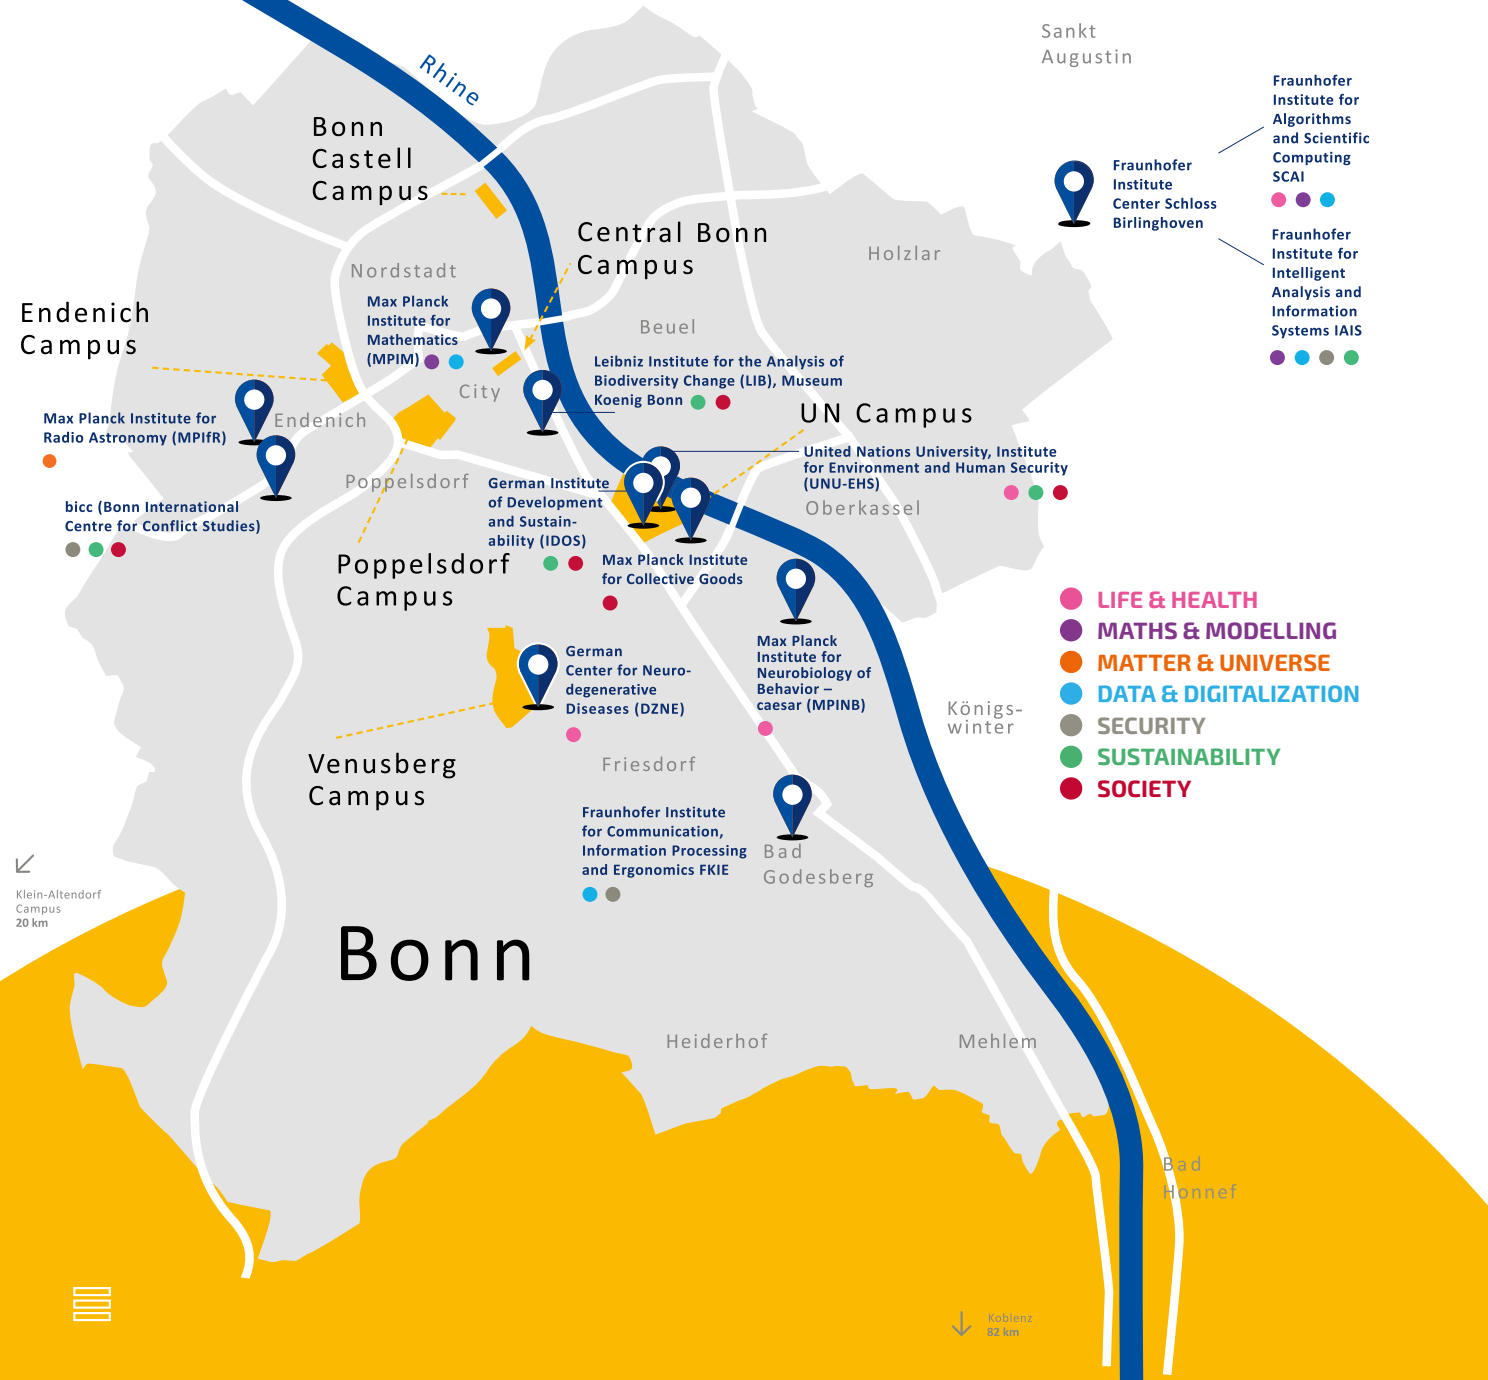 Sankt
Augustin
Rhine
Fraunhofer
Institute for
Algorithms
and Scientific
Computing
SCAI
Bonn
Castell
Campus
Fraunhofer
Institute
Center Schloss
Birlinghoven
Central Bonn
Campus
Fraunhofer
Institute for
Intelligent
Analysis and
Information
Systems IAIS
Holzlar
Nordstadt
Endenich
Campus
Max Planck
Institute for
Mathematics
(MPIM)
Beuel
City
Leibniz Institute for the Analysis of
Biodiversity Change (LIB), Museum
Koenig Bonn
UN Campus
Max Planck Institute for
Radio Astronomy (MPIfR)
Endenich
United Nations University, Institute
for Environment and Human Security
(UNU-EHS)
Poppelsdorf
German Institute
of Development
and Sustain-
ability (IDOS)
Oberkassel
bicc (Bonn International
Centre for Conflict Studies)
Poppelsdorf
Campus
Max Planck Institute
for Collective Goods
LIFE & HEALTH
MATHS & MODELLING
MATTER & UNIVERSE
DATA & DIGITALIZATION
SECURITY
SUSTAINABILITY
SOCIETY
German
Center for Neuro-
degenerative
Diseases (DZNE)
Max Planck
Institute for
Neurobiology of
Behavior –
caesar (MPINB)
Königs-
winter
Venusberg
Campus
Friesdorf
Fraunhofer Institute
for Communication,
Information Processing
and Ergonomics FKIE
Bad
Godesberg
Klein-Altendorf
Campus
20 km
Bonn
Heiderhof
Mehlem
Bad
Honnef
Koblenz
82 km